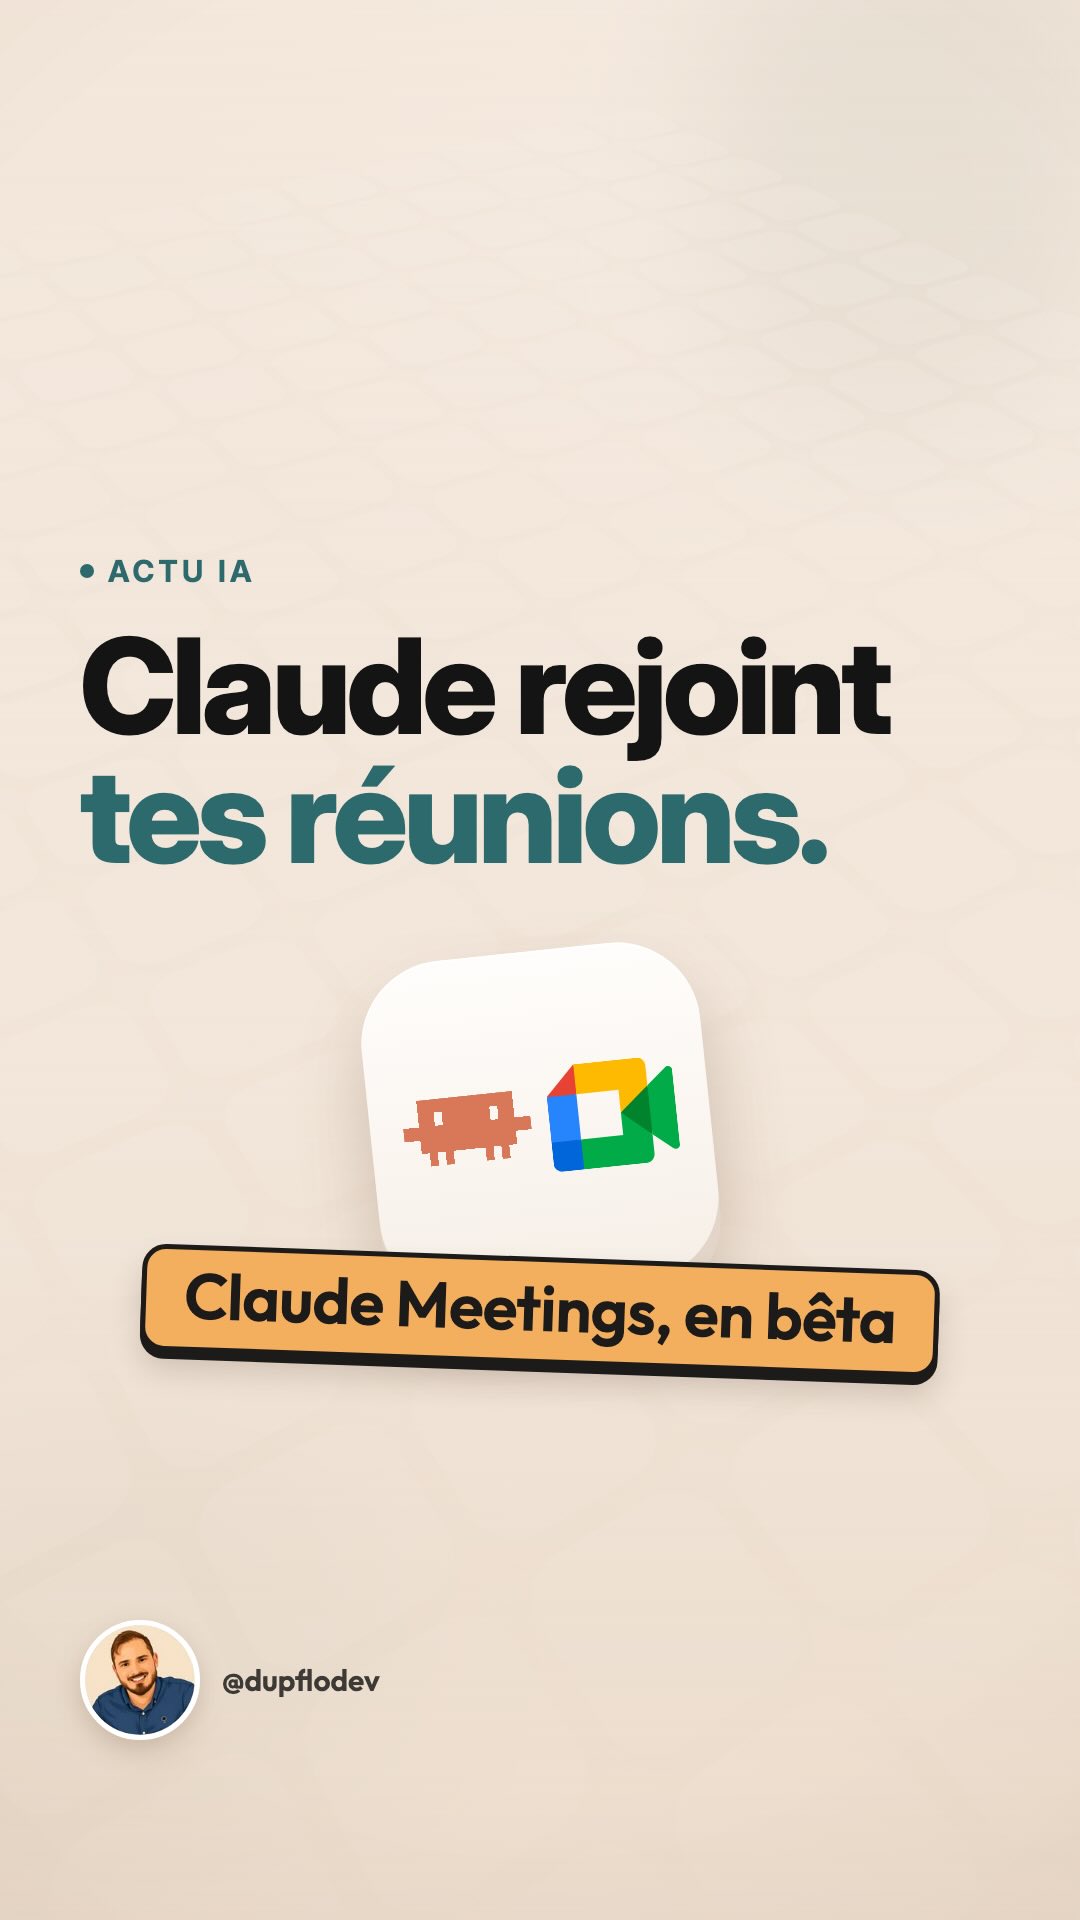 ACTU IA
Claude rejoint
tes réunions.
Claude Meetings, en bêta
@dupflodev